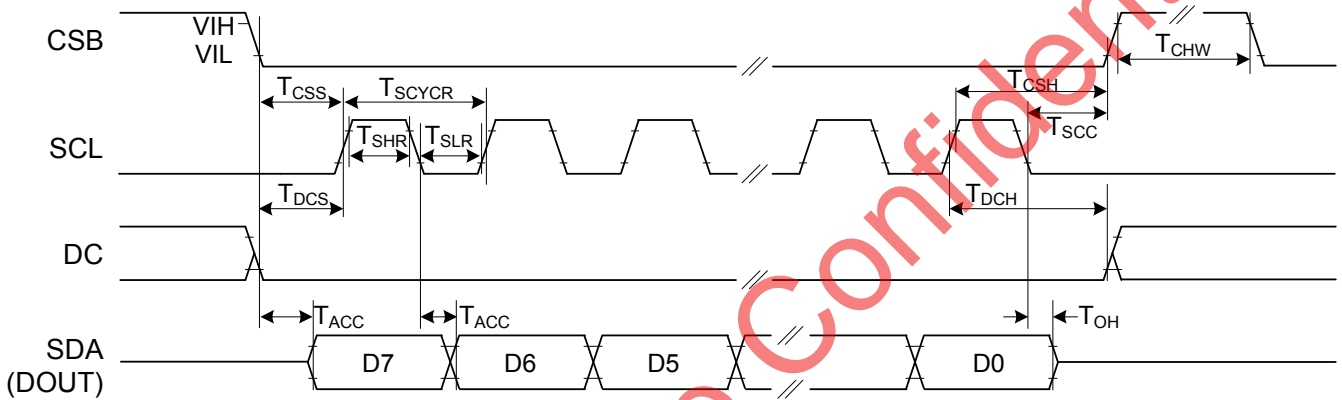 CSB
VIH
VIL
TCHW
TCSS
TSCYCR
TCSH
TSCC
SCL
TSHR
TSLR
TDCS
TDCH
DC
TACC
TACC
TOH
SDA
(DOUT)
D7
D6
D5
D0
Confidential